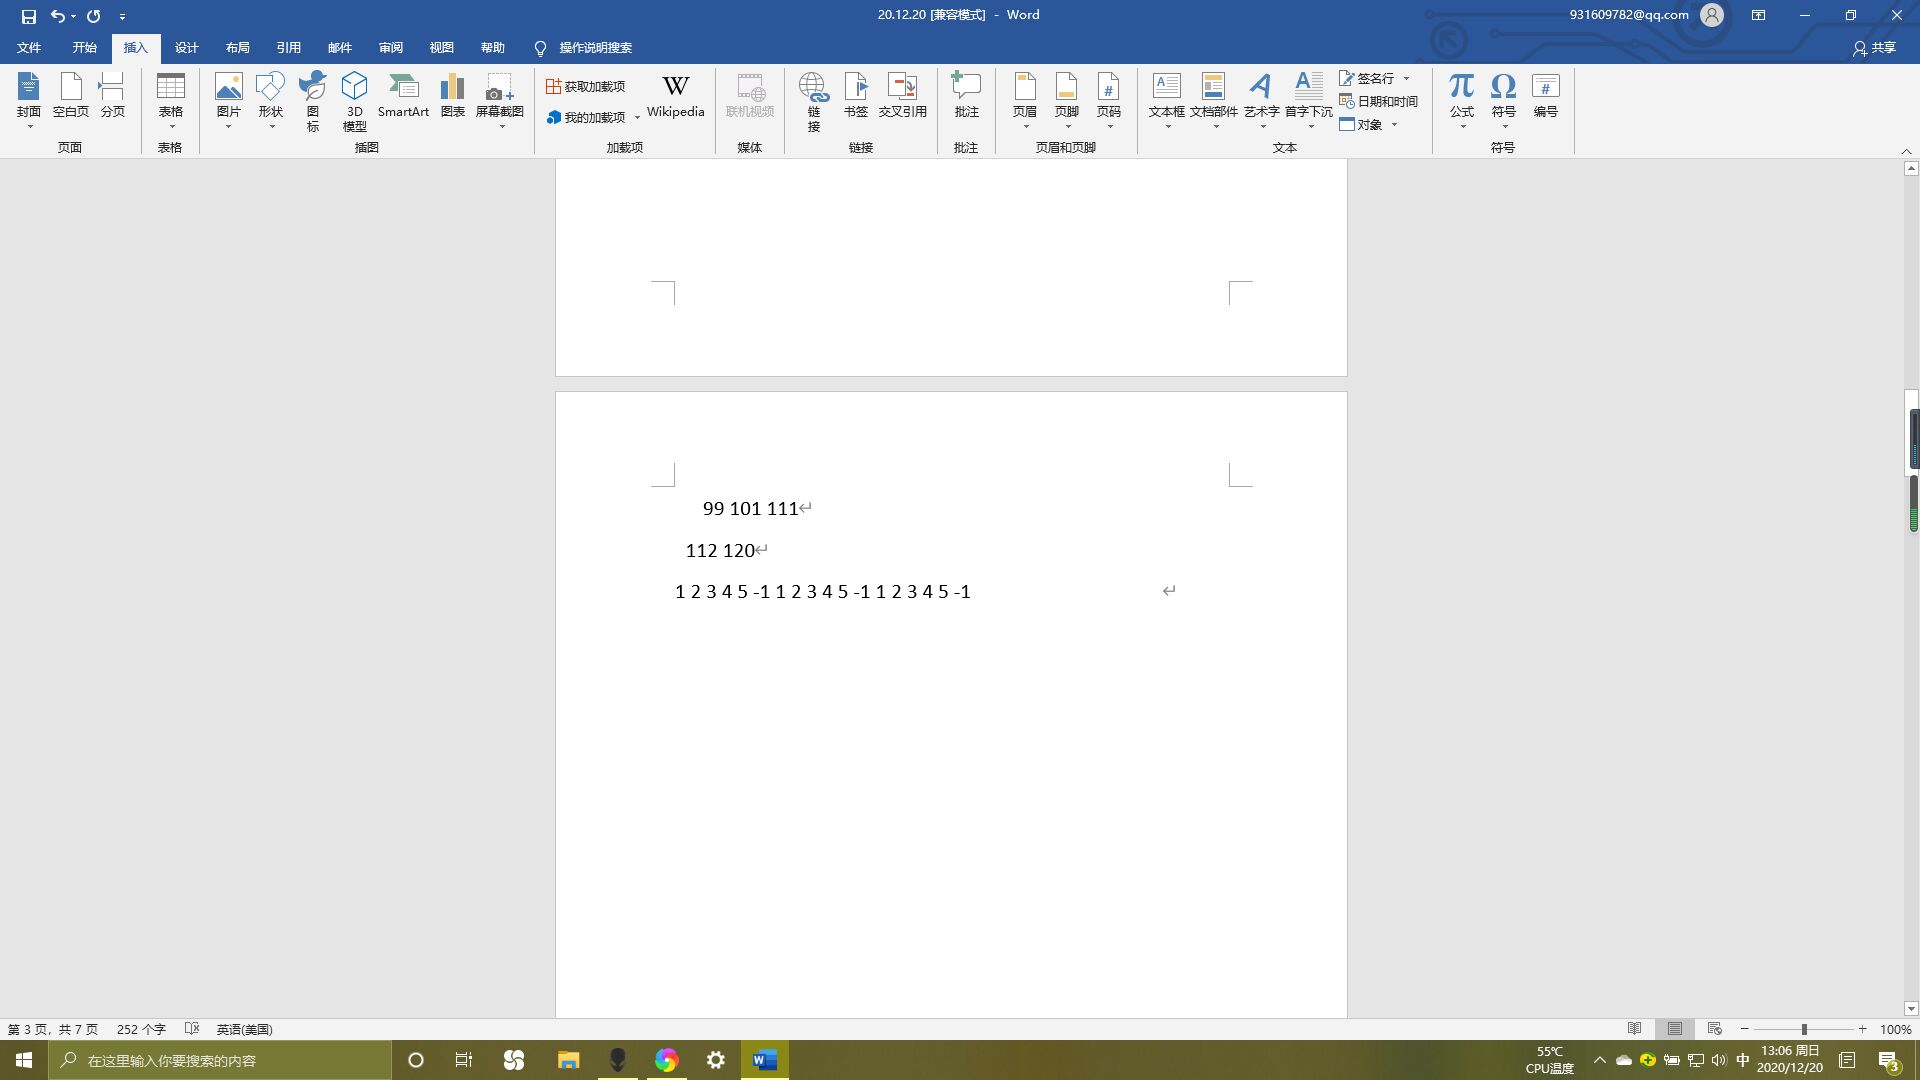 20.12.20 [兼容模式] - Word
931609782@qq.com
文件 开始 插入 设计 布局 引用 邮件 审阅 视图 帮助 操作说明搜索
共享
封面 空白页 分页
页面
表格
表格
图片 形状 图标 3D 模型 SmartArt 图表 屏幕截图
插图
获取加载项
我的加载项
Wikipedia
加载项
联机视频
媒体
链接 书签 交叉引用
链接
批注
批注
页眉 页脚 页码
页眉和页脚
文本框 文档部件 艺术字 首字下沉
签名行
日期和时间
对象
文本
公式 符号 编号
符号
99 101 111
112 120
1 2 3 4 5 -1 1 2 3 4 5 -1 1 2 3 4 5 -1
第 3 页，共 7 页 252 个字 英语(美国)
100%
在这里输入你要搜索的内容
55℃
CPU温度
中
13:06 周日
2020/12/20
3